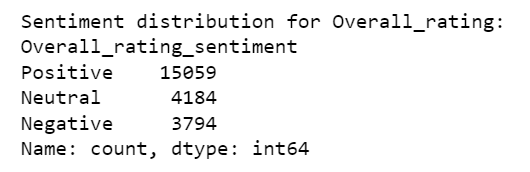 Sentiment distribution for Overall_rating:
Overall_rating_sentiment
Positive    15059
Neutral      4184
Negative     3794
Name: count, dtype: int64